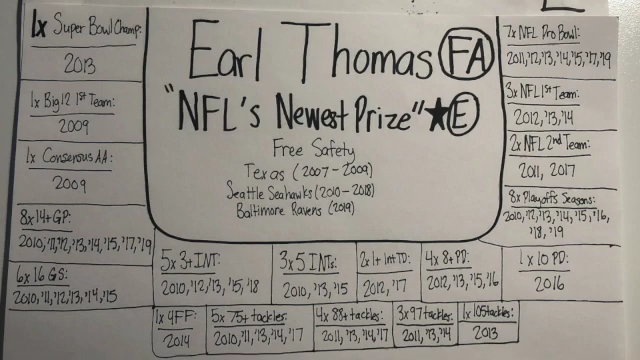 1x Super Bowl Champ:
2013
1x Big 12 1st Team:
2009
1x Consensus AA:
2009
8x 14+ GP:
2010, '11, '12, '13, '14, '15, '17, '19
6x 16 GS:
2010, '11, '12, '13, '14, '15
Earl Thomas FA
"NFL's Newest Prize" ★ E
Free Safety
Texas (2007-2009)
Seattle Seahawks (2010-2018)
Baltimore Ravens (2019)
7x NFL Pro Bowl:
2011, '12, '13, '14, '15, '17, '19
3x NFL 1st Team:
2012, '13, '14
2x NFL 2nd Team:
2011, 2017
8x Playoffs Seasons:
2010, '12, '13, '14, '15, '16,
'18, '19
5x 3+ INT:
2010, '12, '13, '15, '18
3x 5 INTs:
2010, '13, '15
2x 1+ Int TD:
2012, '17
4x 8+ PD:
2012, '13, '15, '16
1x 10 PD:
2016
1x 4FF:
2014
5x 75+ tackles:
2010, '11, '13, '14, '17
4x 88+ tackles:
2011, '13, '14, '17
3x 97 tackles:
2011, '13, '14
1x 105 tackles:
2013